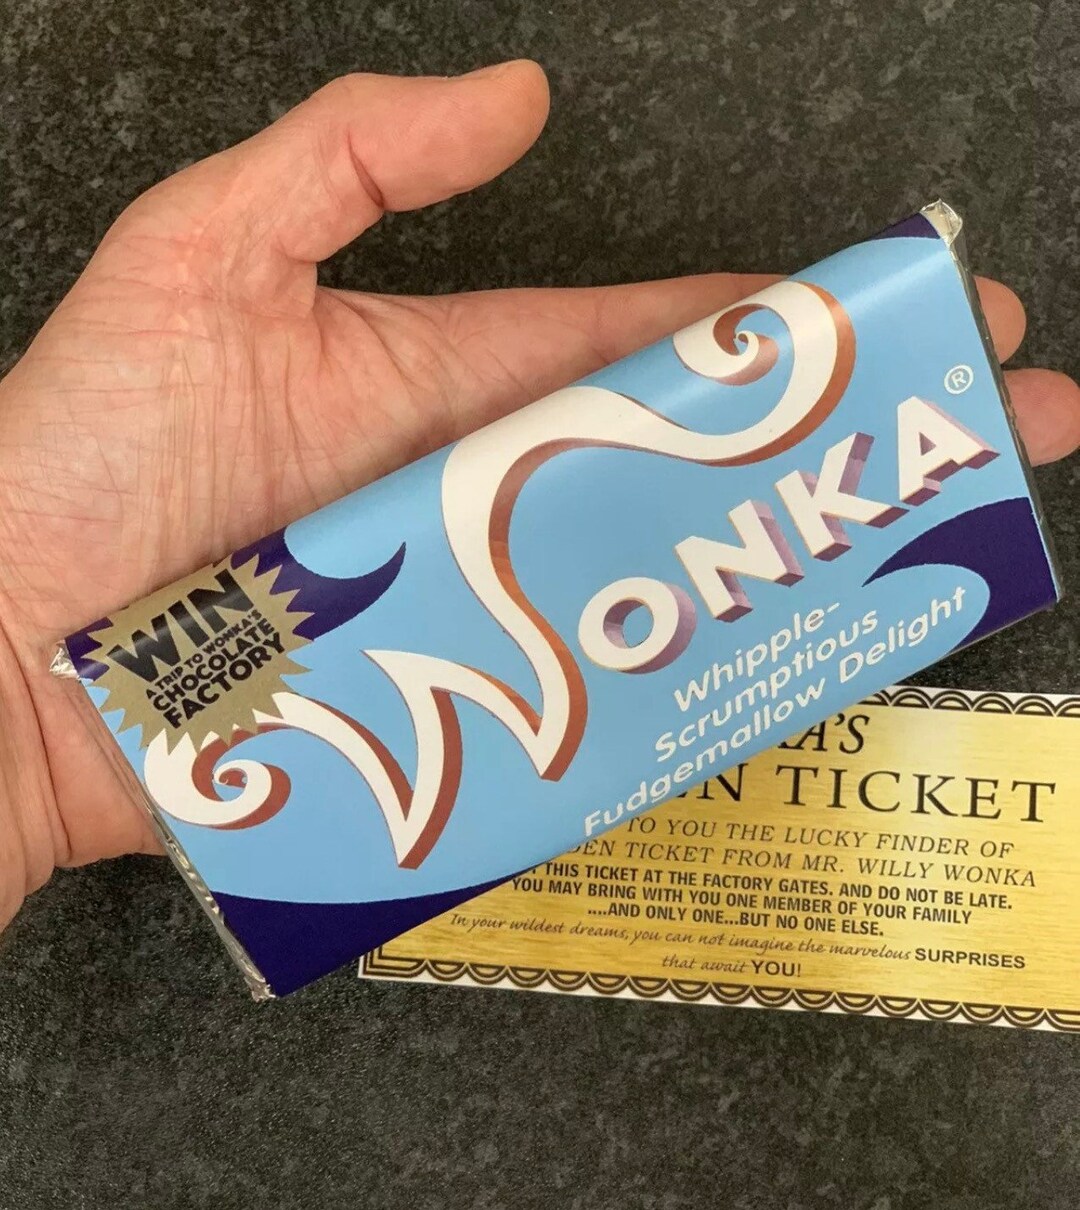 WIN
A TRIP TO WONKA'S
CHOCOLATE
FACTORY
WONKA®
Whipple-
Scrumptious
Fudgemallow Delight
A'S
N TICKET
TO YOU THE LUCKY FINDER OF
EN TICKET FROM MR. WILLY WONKA
THIS TICKET AT THE FACTORY GATES. AND DO NOT BE LATE.
YOU MAY BRING WITH YOU ONE MEMBER OF YOUR FAMILY
....AND ONLY ONE...BUT NO ONE ELSE.
In your wildest dreams, you can not imagine the marvelous SURPRISES
that await YOU!